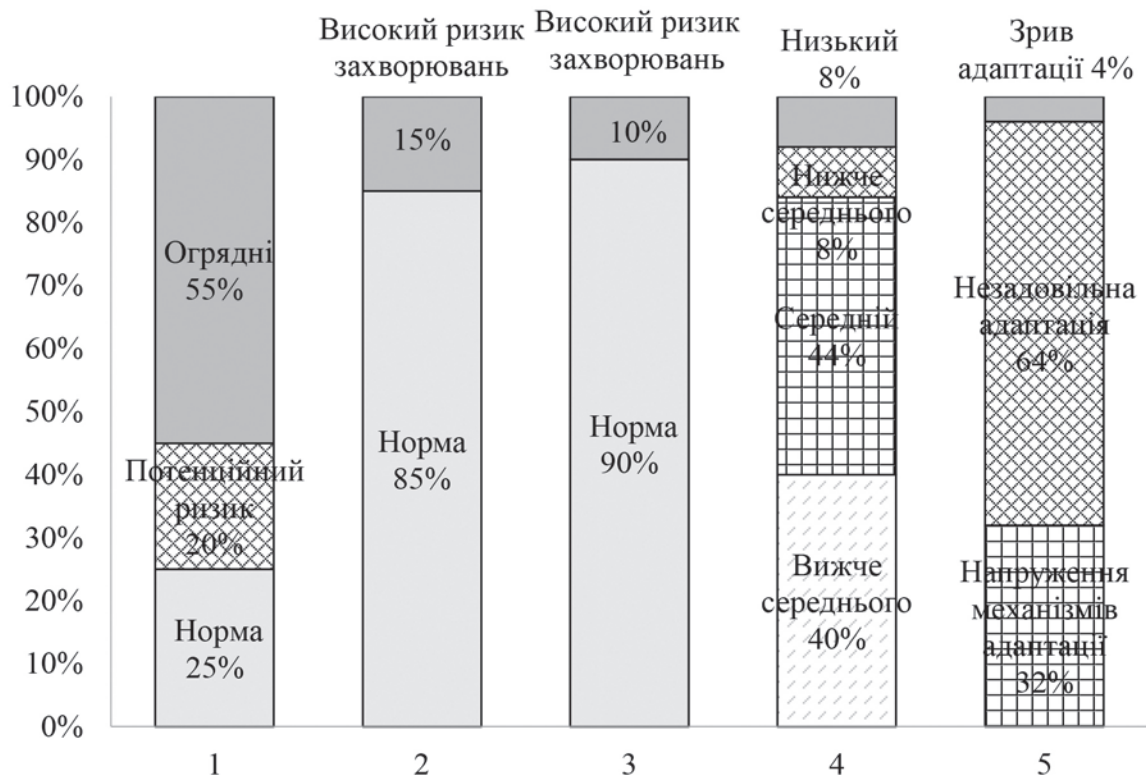 Високий ризик
захворювань
Високий ризик
захворювань
Низький
8%
Зрив
адаптації 4%
100%
90%
80%
70%
60%
50%
40%
30%
20%
10%
0%
Огрядні
55%
Потенційний
ризик
20%
Норма
25%
15%
Норма
85%
10%
Норма
90%
Нижче
середнього
8%
Середній
44%
Вижче
середнього
40%
Незадовільна
адаптація
64%
Напруження
механізмів
адаптації
32%
1
2
3
4
5